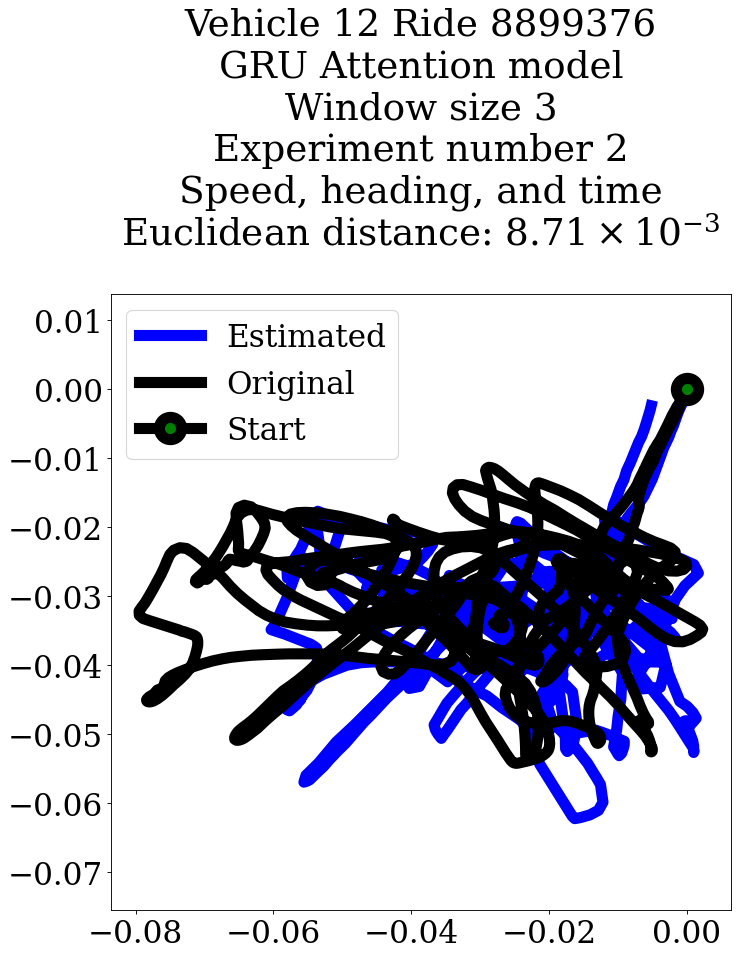 Vehicle 12 Ride 8899376
GRU Attention model
Window size 3
Experiment number 2
Speed, heading, and time
Euclidean distance: 8.71 × 10⁻³
Estimated
Original
Start
0.01
0.00
−0.01
−0.02
−0.03
−0.04
−0.05
−0.06
−0.07
−0.08 −0.06 −0.04 −0.02 0.00